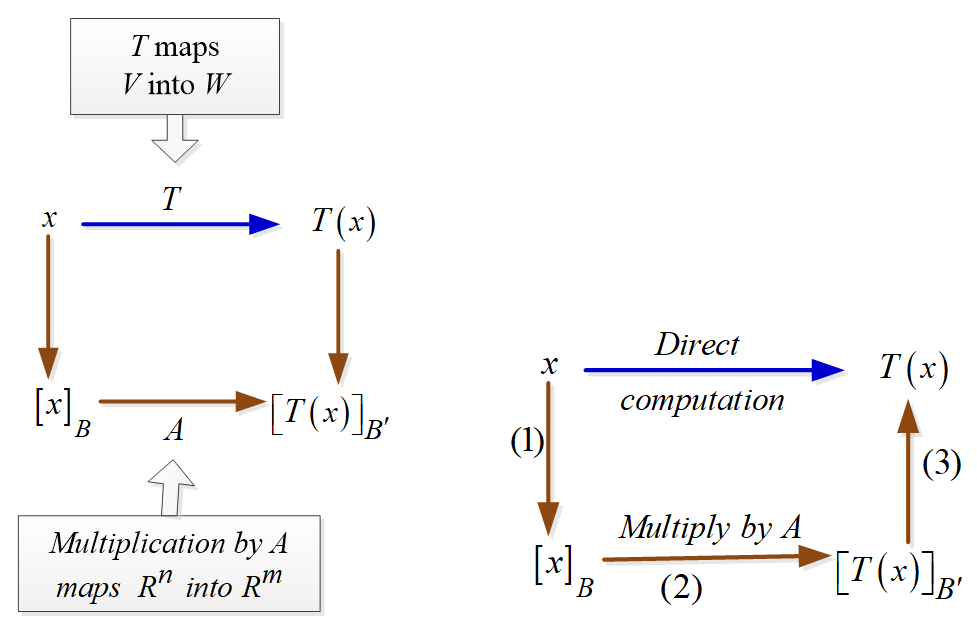 T maps
V into W
T
x
T(x)
[x]_B
A
[T(x)]_B′
Multiplication by A
maps R^n into R^m
Direct
x
T(x)
computation
(1)
(3)
Multiply by A
[x]_B
(2)
[T(x)]_B′